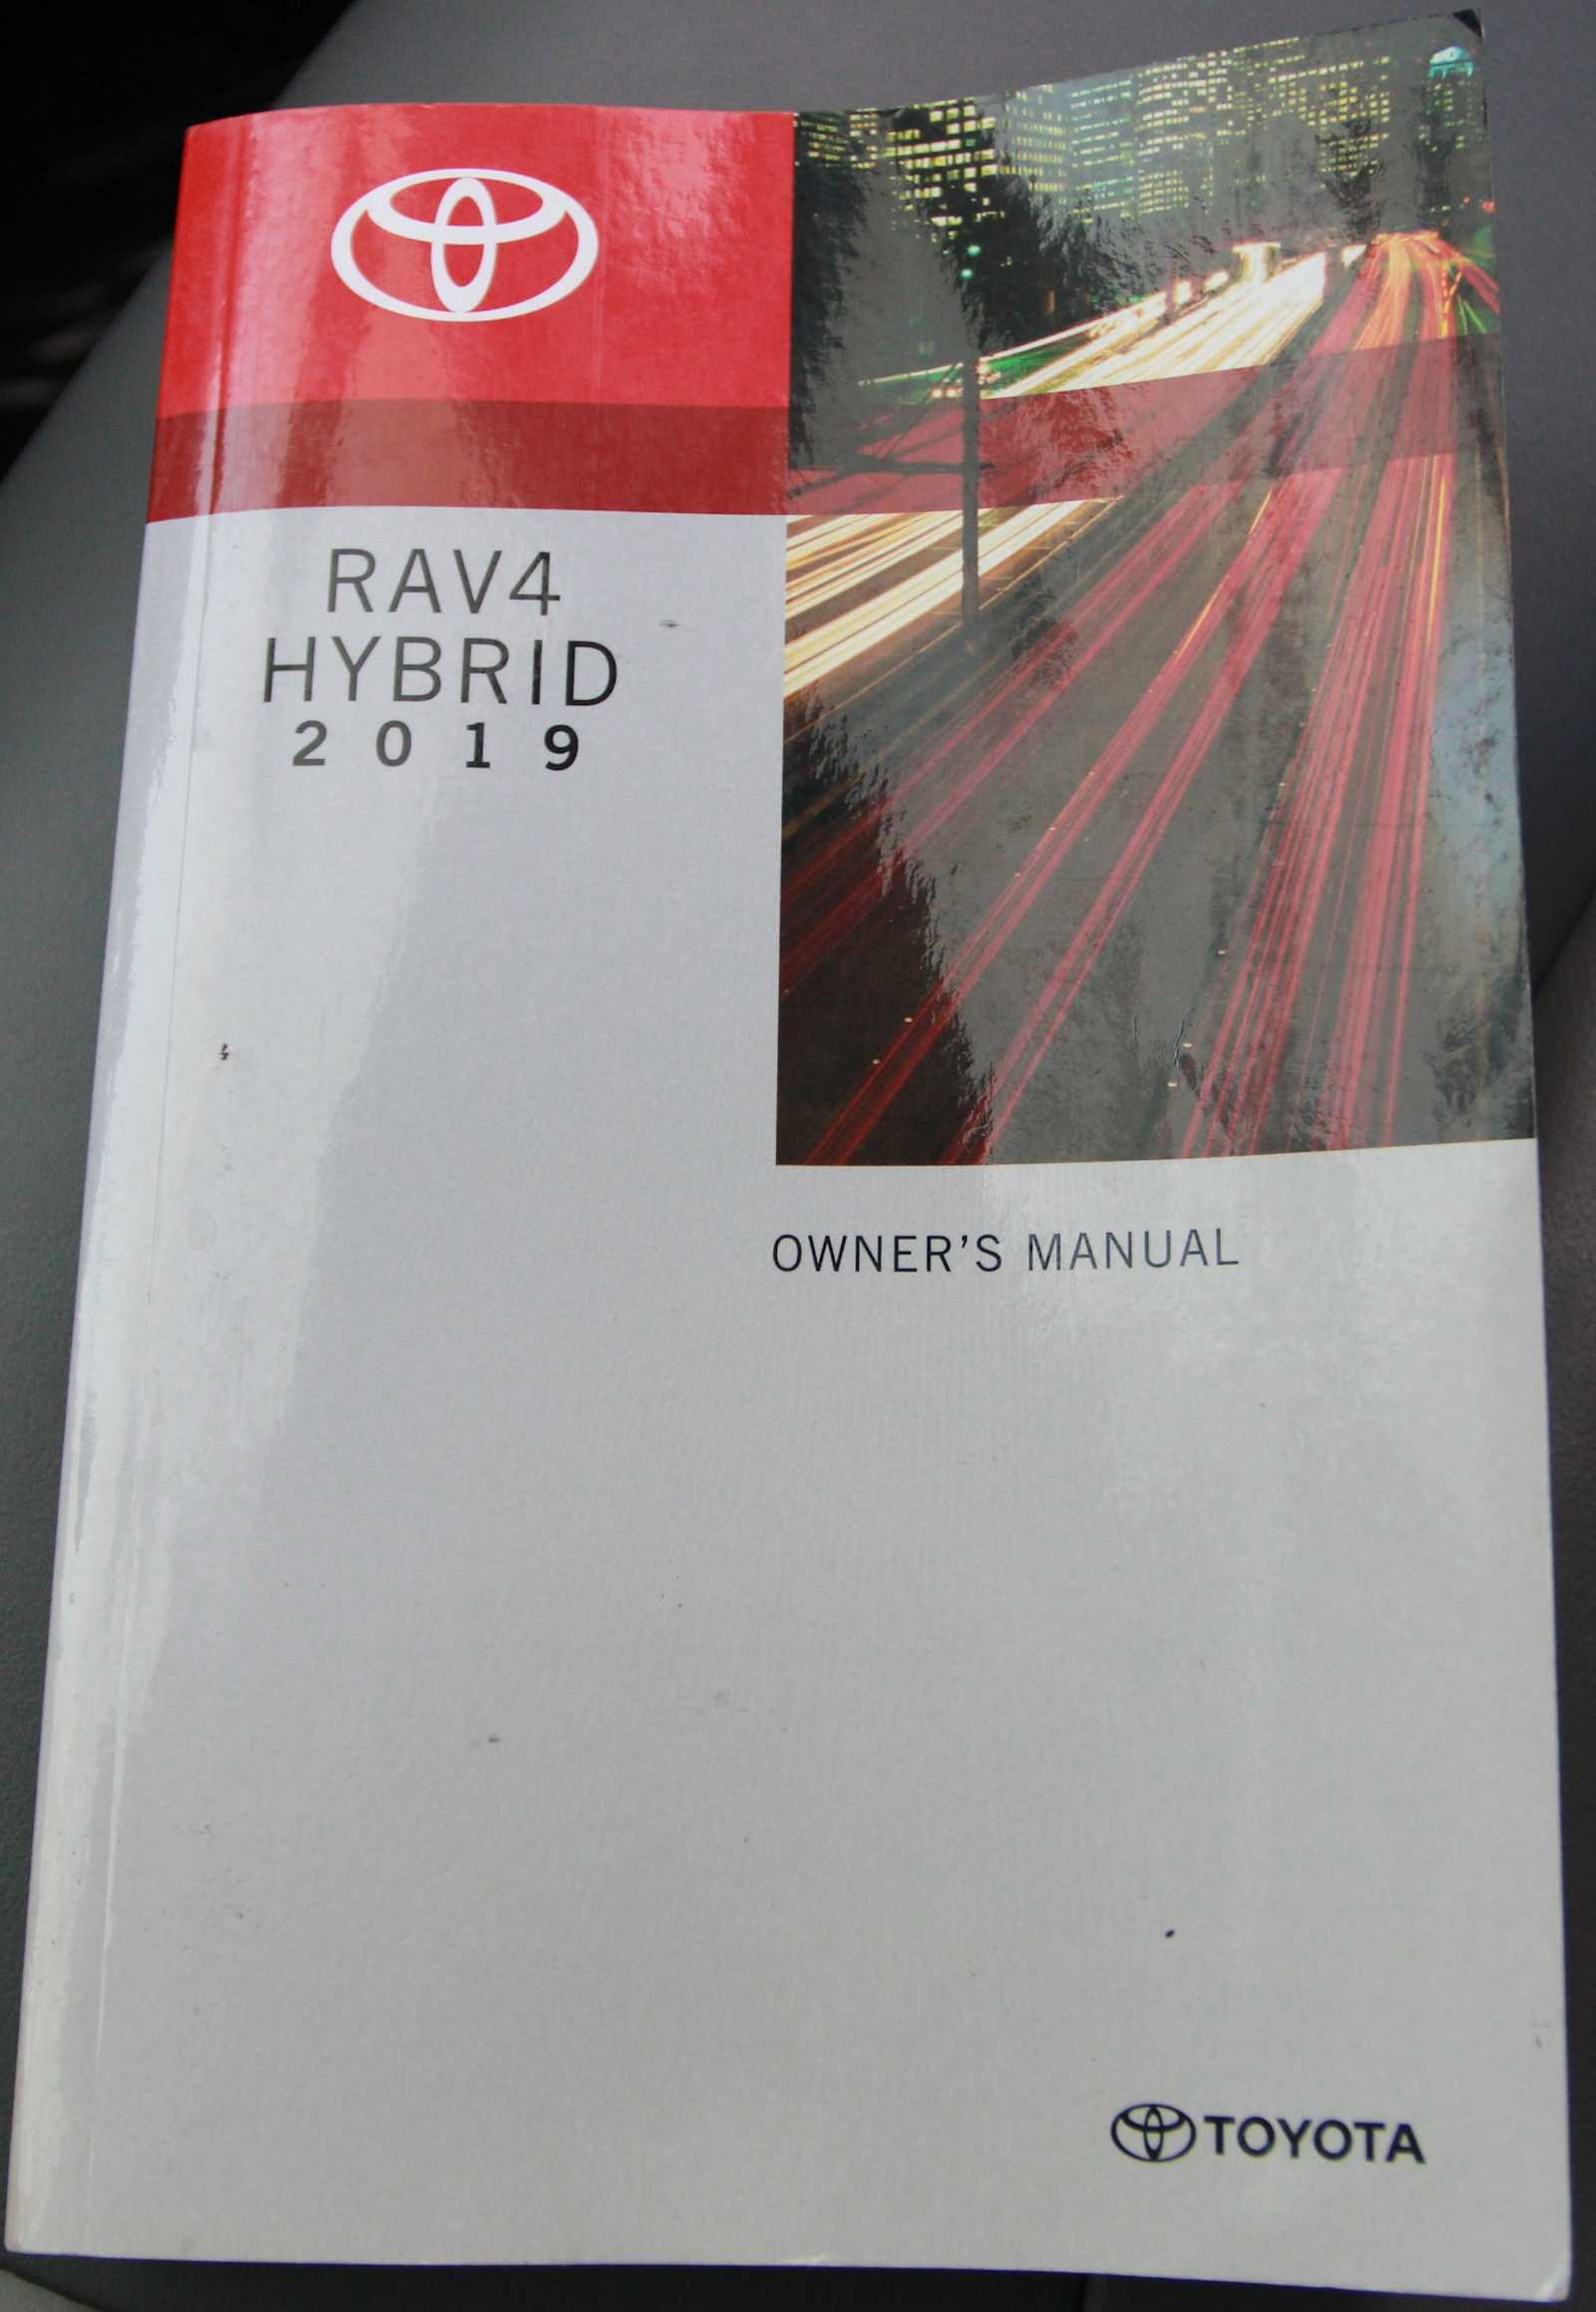 RAV4
HYBRID
2019
OWNER'S MANUAL
TOYOTA